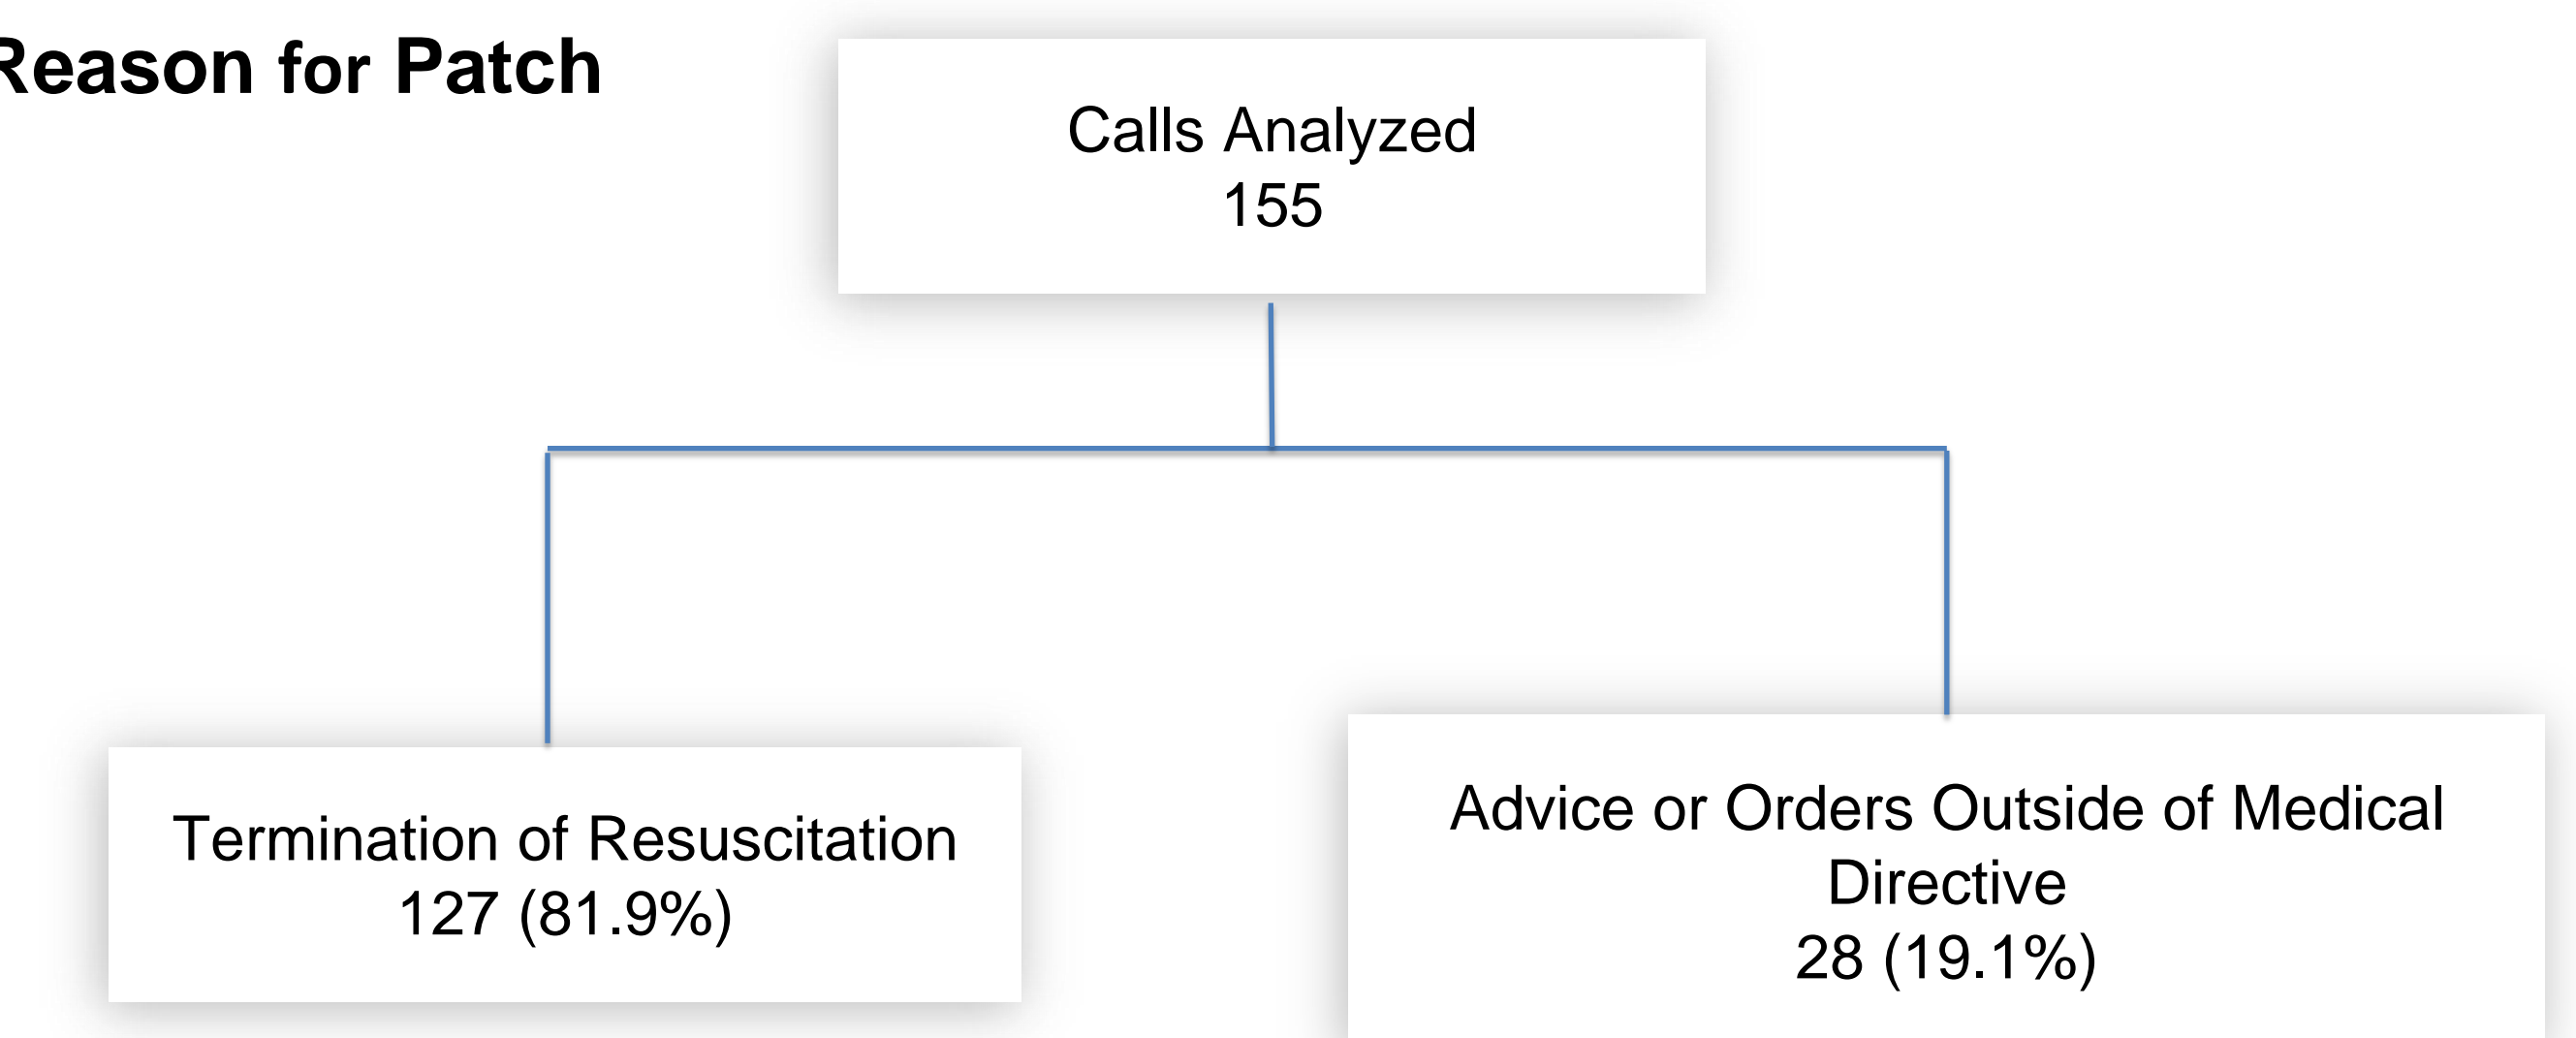 Reason for Patch
Calls Analyzed
155
Termination of Resuscitation
127 (81.9%)
Advice or Orders Outside of Medical
Directive
28 (19.1%)